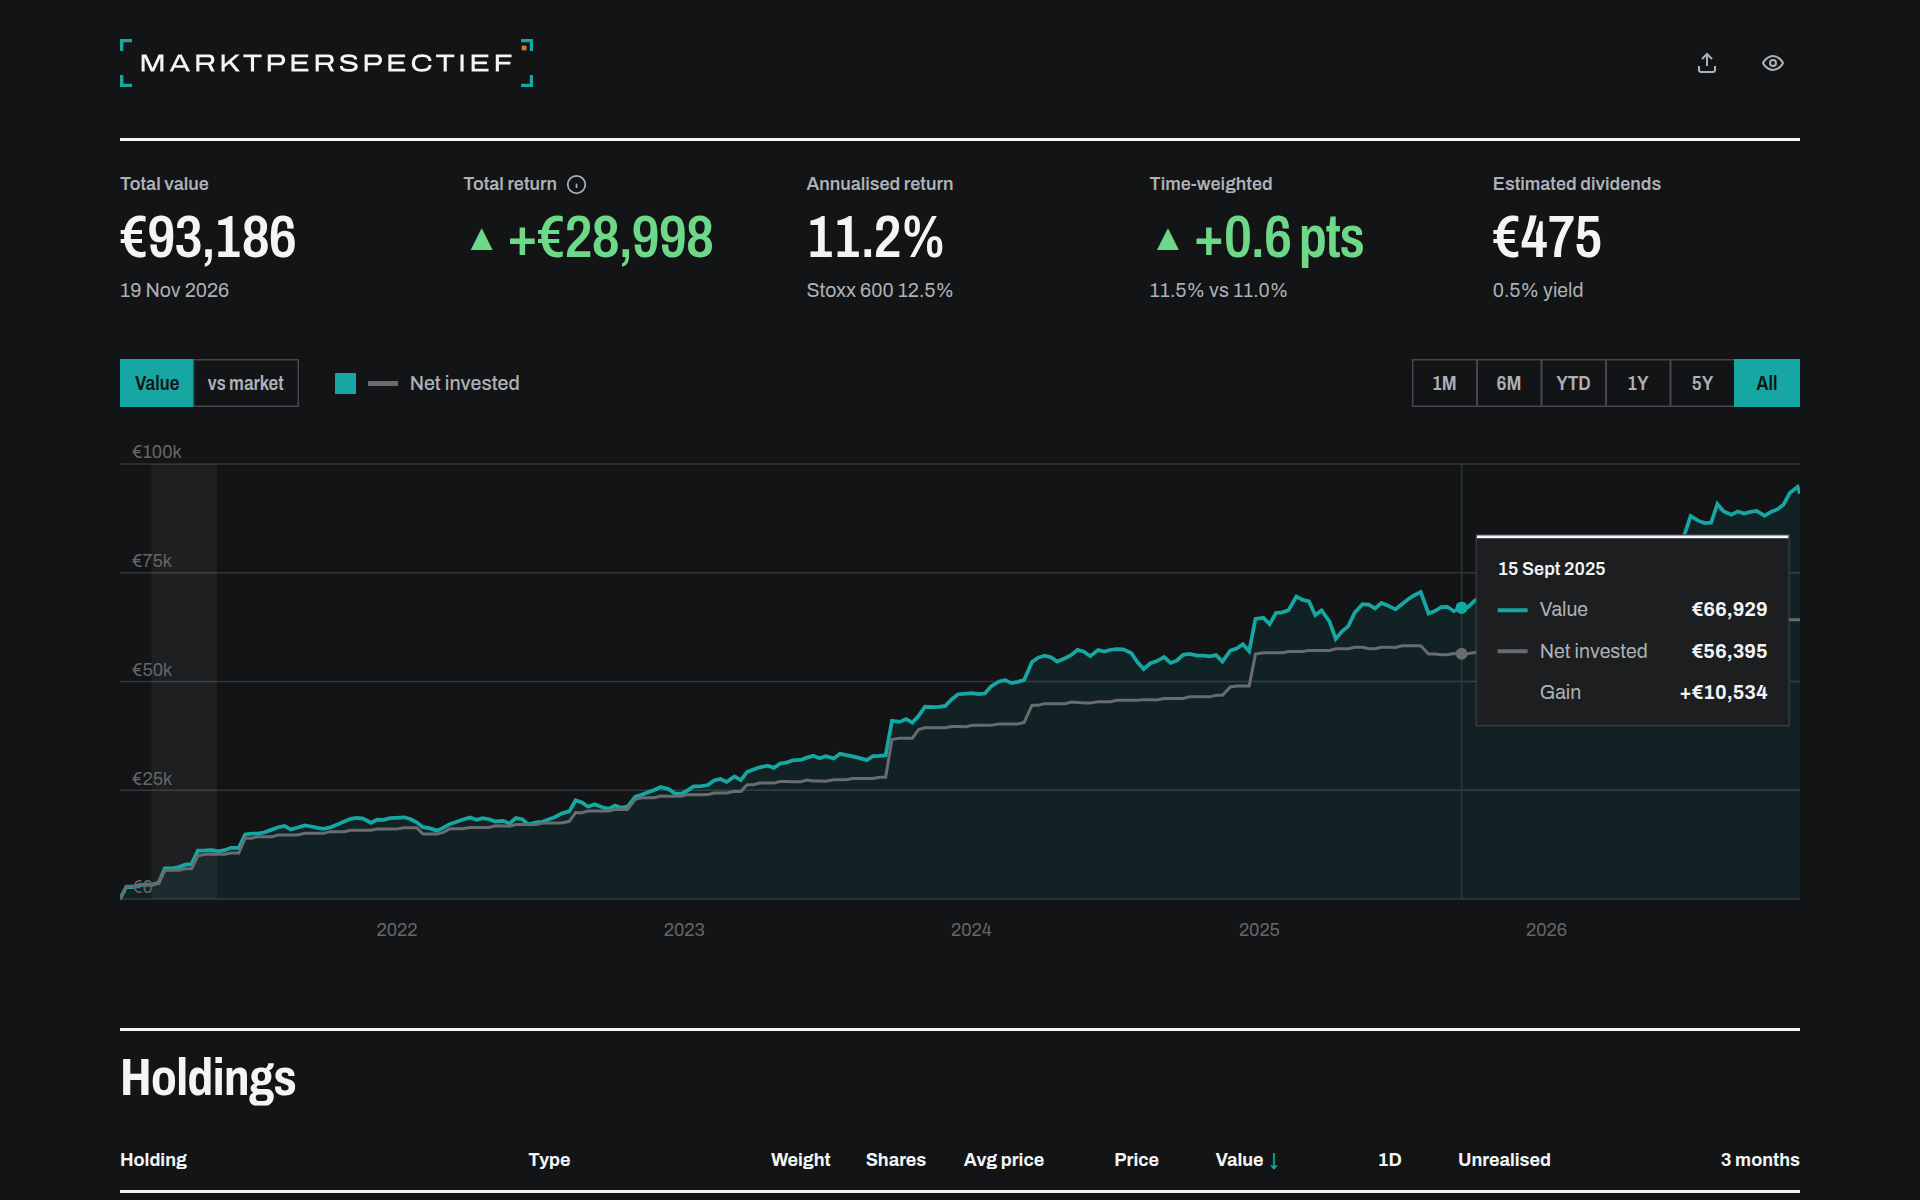 MARKTPERSPECTIEF
Total value
€93,186
19 Nov 2026
Total return
▲ +€28,998
Annualised return
11.2%
Stoxx 600 12.5%
Time-weighted
▲ +0.6 pts
11.5% vs 11.0%
Estimated dividends
€475
0.5% yield
Value
vs market
Net invested
1M
6M
YTD
1Y
5Y
All
€100k
€75k
€50k
€25k
€0
15 Sept 2025
Value €66,929
Net invested €56,395
Gain +€10,534
2022
2023
2024
2025
2026
Holdings
Holding Type Weight Shares Avg price Price Value ↓ 1D Unrealised 3 months